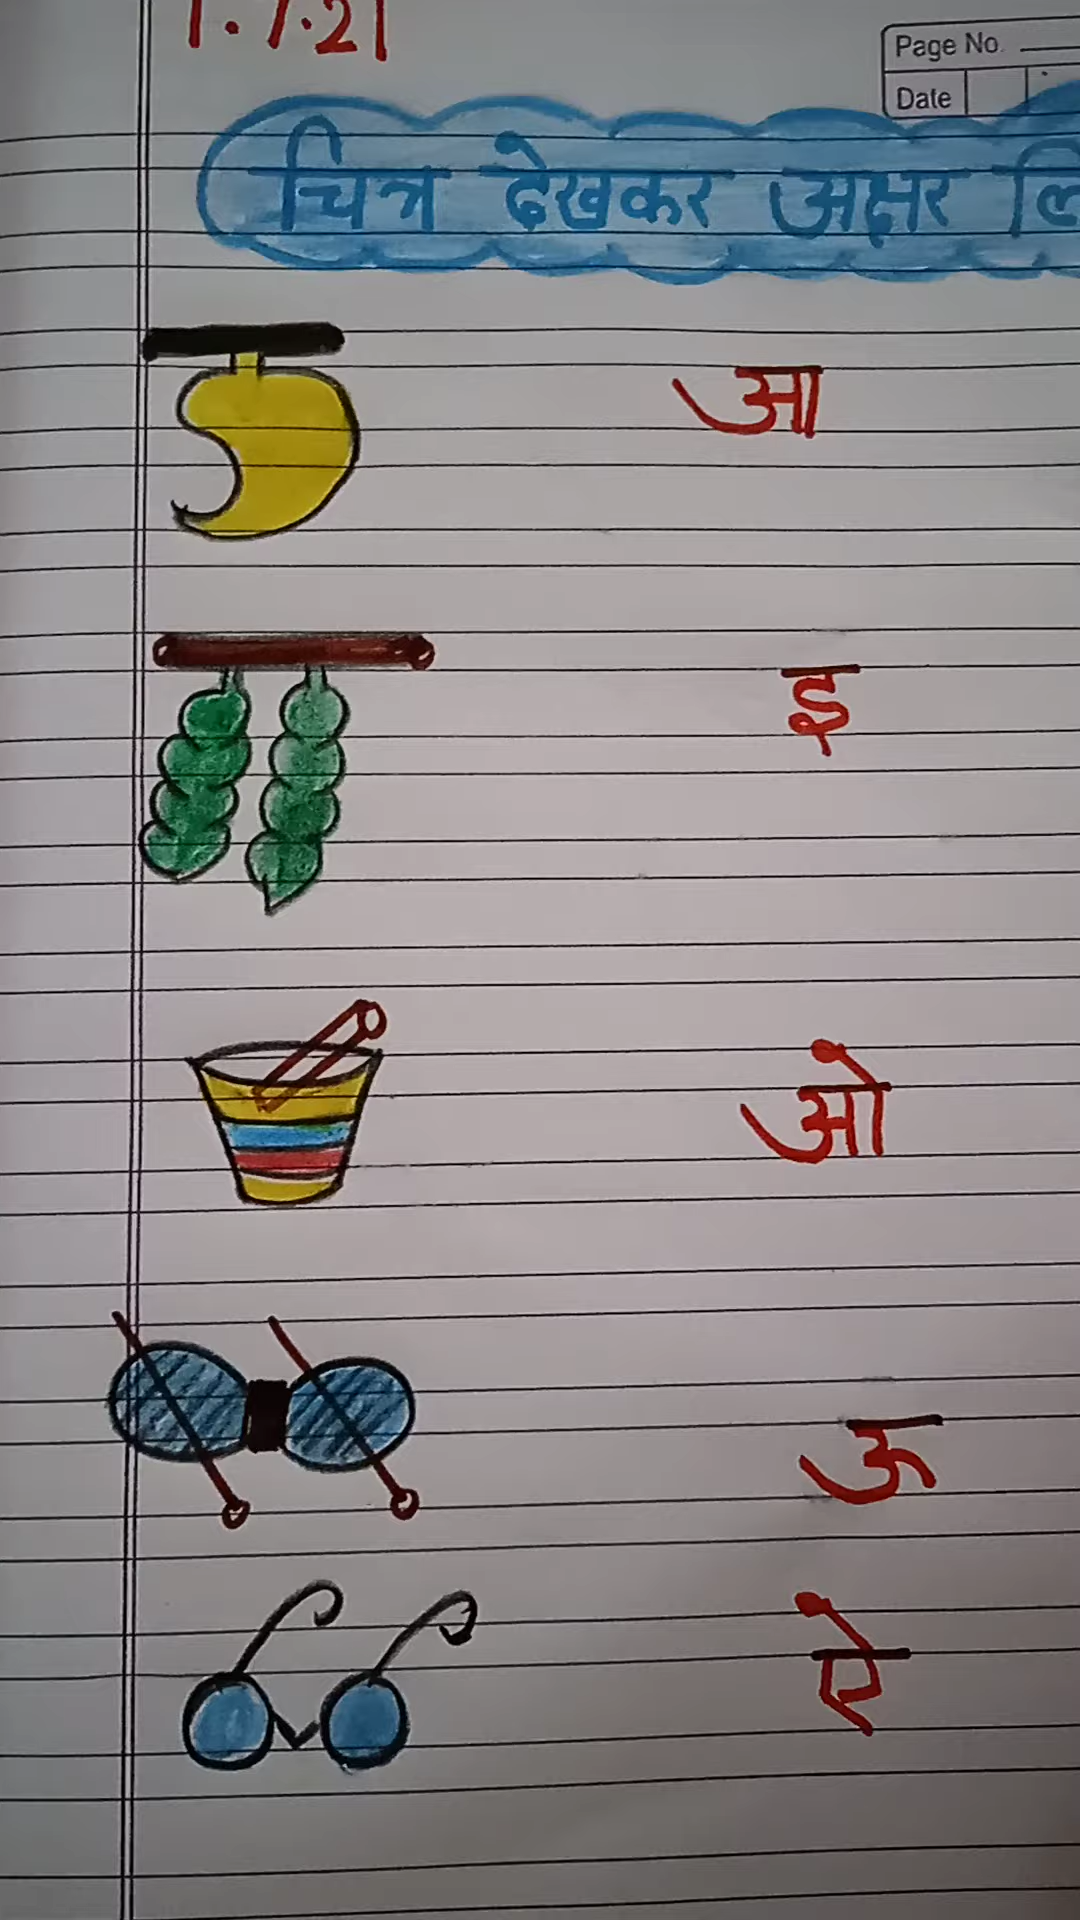 1.7.21
Page No.
Date
चित्र देखकर अक्षर
आ
इ
ओ
ऊ
ऐ